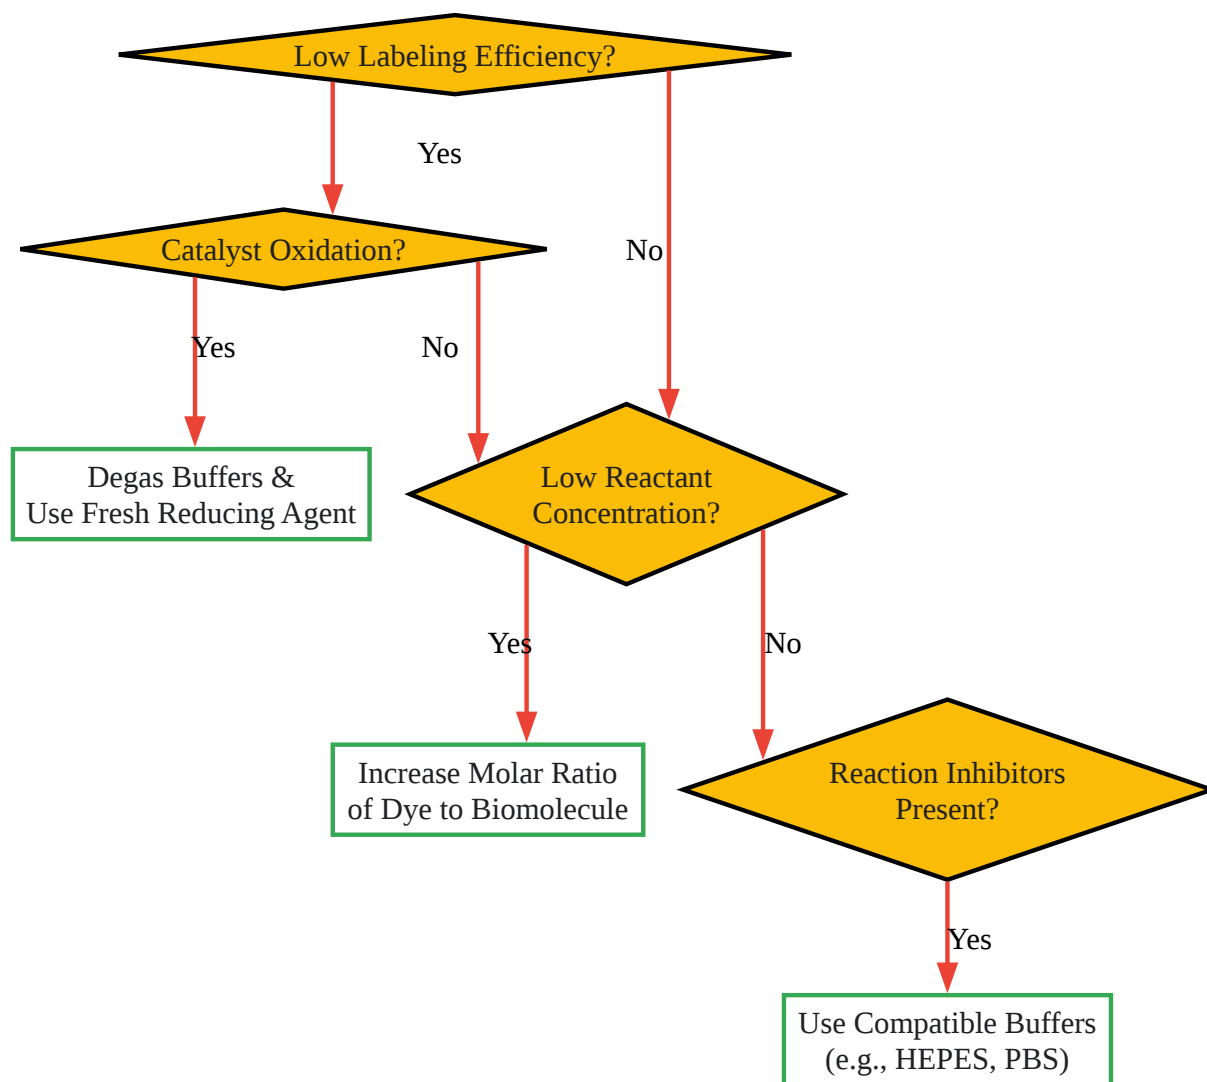 Low Labeling Efficiency?
Yes
Catalyst Oxidation?
No
Yes
No
Degas Buffers &
Use Fresh Reducing Agent
Low Reactant
Concentration?
Yes
No
Increase Molar Ratio
of Dye to Biomolecule
Reaction Inhibitors
Present?
Yes
Use Compatible Buffers
(e.g., HEPES, PBS)